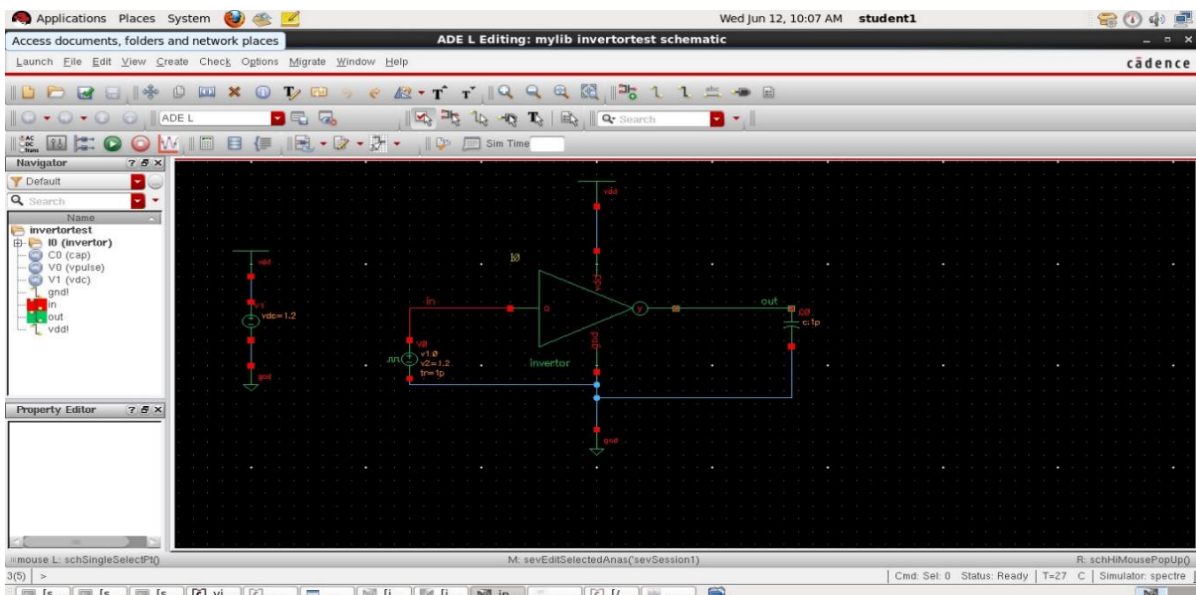 Applications Places System Wed Jun 12, 10:07 AM student1
Access documents, folders and network places ADE L Editing: mylib invertortest schematic
Launch File Edit View Create Check Options Migrate Window Help cādence
ADE L Search
Sim Time
Navigator
Default
Search
Name
invertortest
I0 (invertor)
C0 (cap)
V0 (vpulse)
V1 (vdc)
gnd!
in
out
vdd!
Property Editor
vdd
V1
vdc=1.2
gnd
vdd
I0
vdd
in
a
y
out
C0
c:1p
V0
v1:0
v2=1.2
tr=1p
gnd
invertor
gnd
mouse L: schSingleSelectPt() M: sevEditSelectedAnas('sevSession1) R: schHiMousePopUp()
3(5) > Cmd: Sel: 0 Status: Ready T=27 C Simulator: spectre